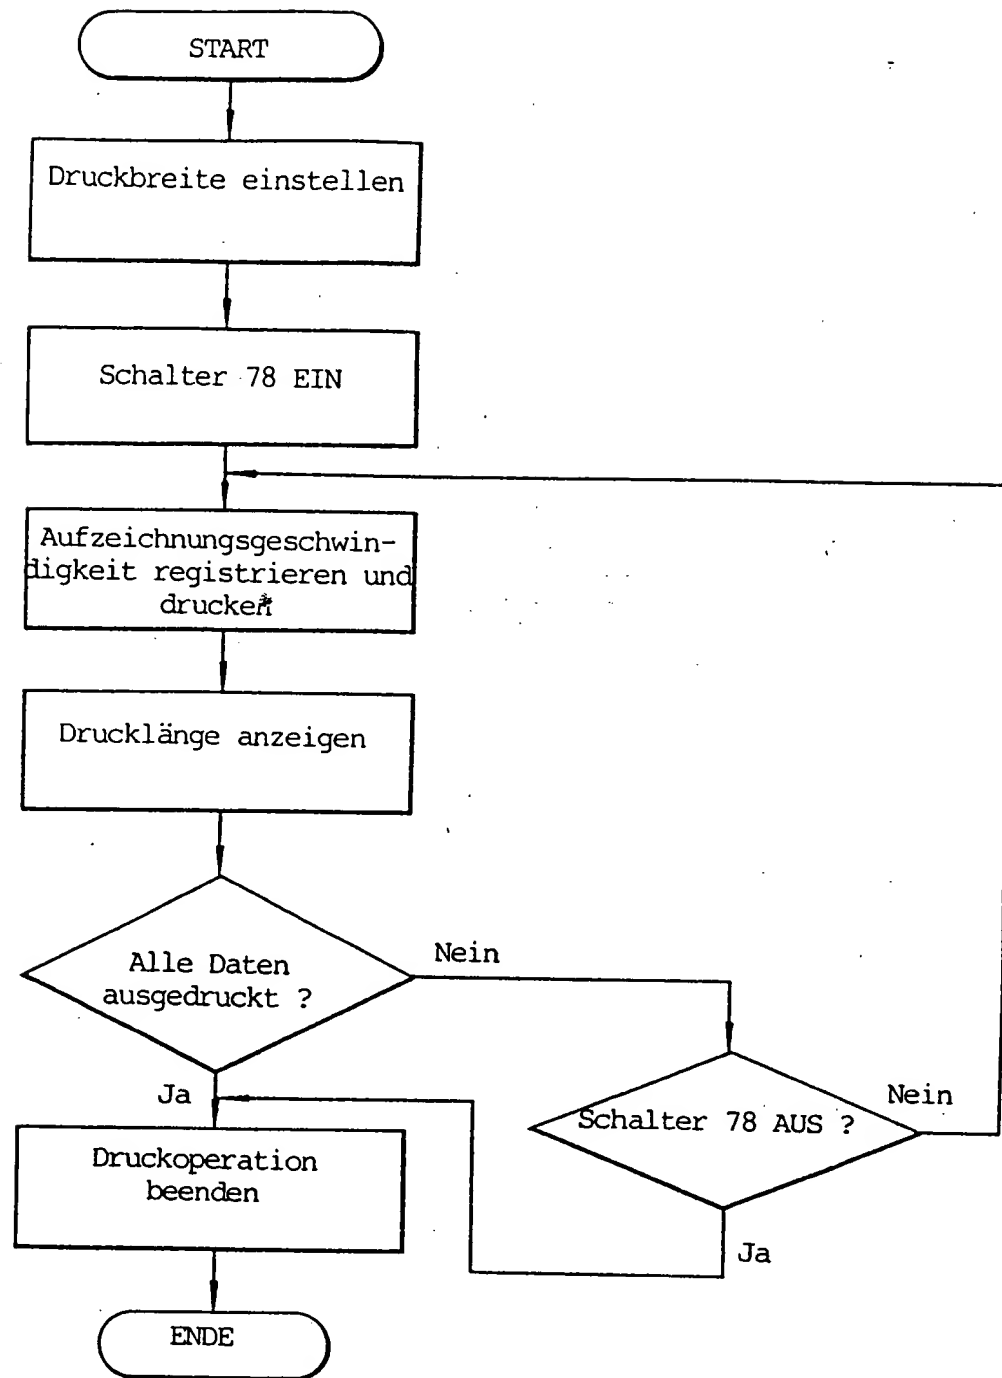 START
Druckbreite einstellen
Schalter 78 EIN
Aufzeichnungsgeschwin-
digkeit registrieren und
drucken
Drucklänge anzeigen
Alle Daten
ausgedruckt ?
Nein
Ja
Schalter 78 AUS ?
Nein
Ja
Druckoperation
beenden
ENDE